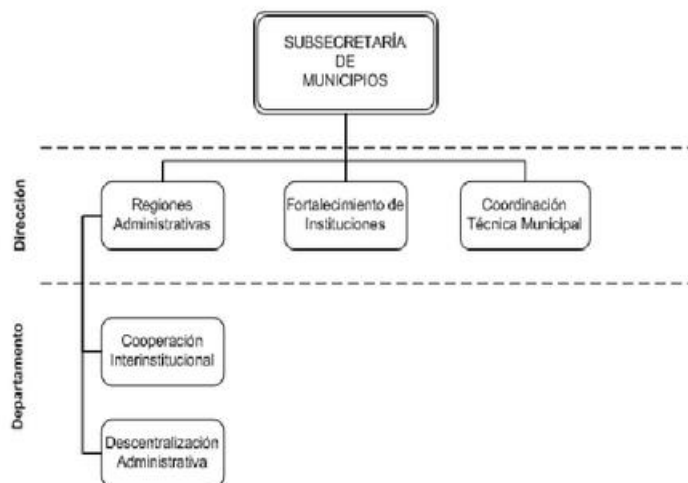 SUBSECRETARÍA
DE
MUNICIPIOS
Dirección
Regiones
Administrativas
Fortalecimiento de
Instituciones
Coordinación
Técnica Municipal
Departamento
Cooperación
Interinstitucional
Descentralización
Administrativa